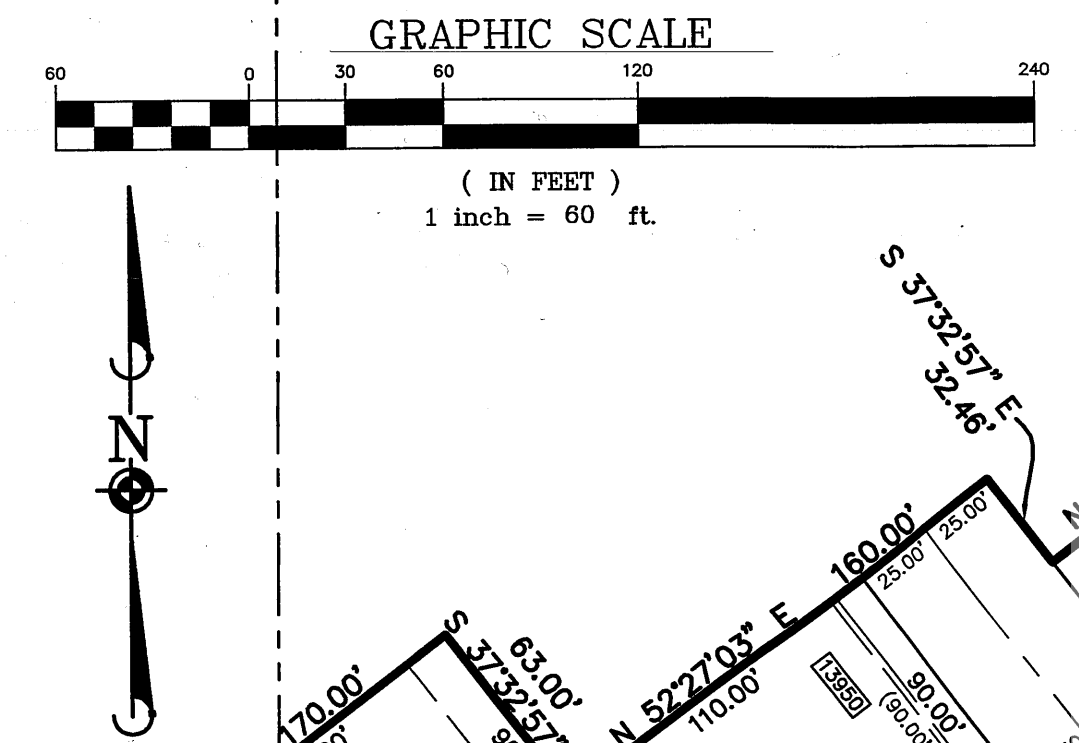 GRAPHIC SCALE
60 0 30 60 120 240
( IN FEET )
1 inch = 60 ft.
N
S 37°32'57" E
32.46'
N 52°27'03" E
160.00'
25.00'
25.00'
110.00'
13950
90.00'
(90.00'
170.00'
S 37°32'57"
63.00'